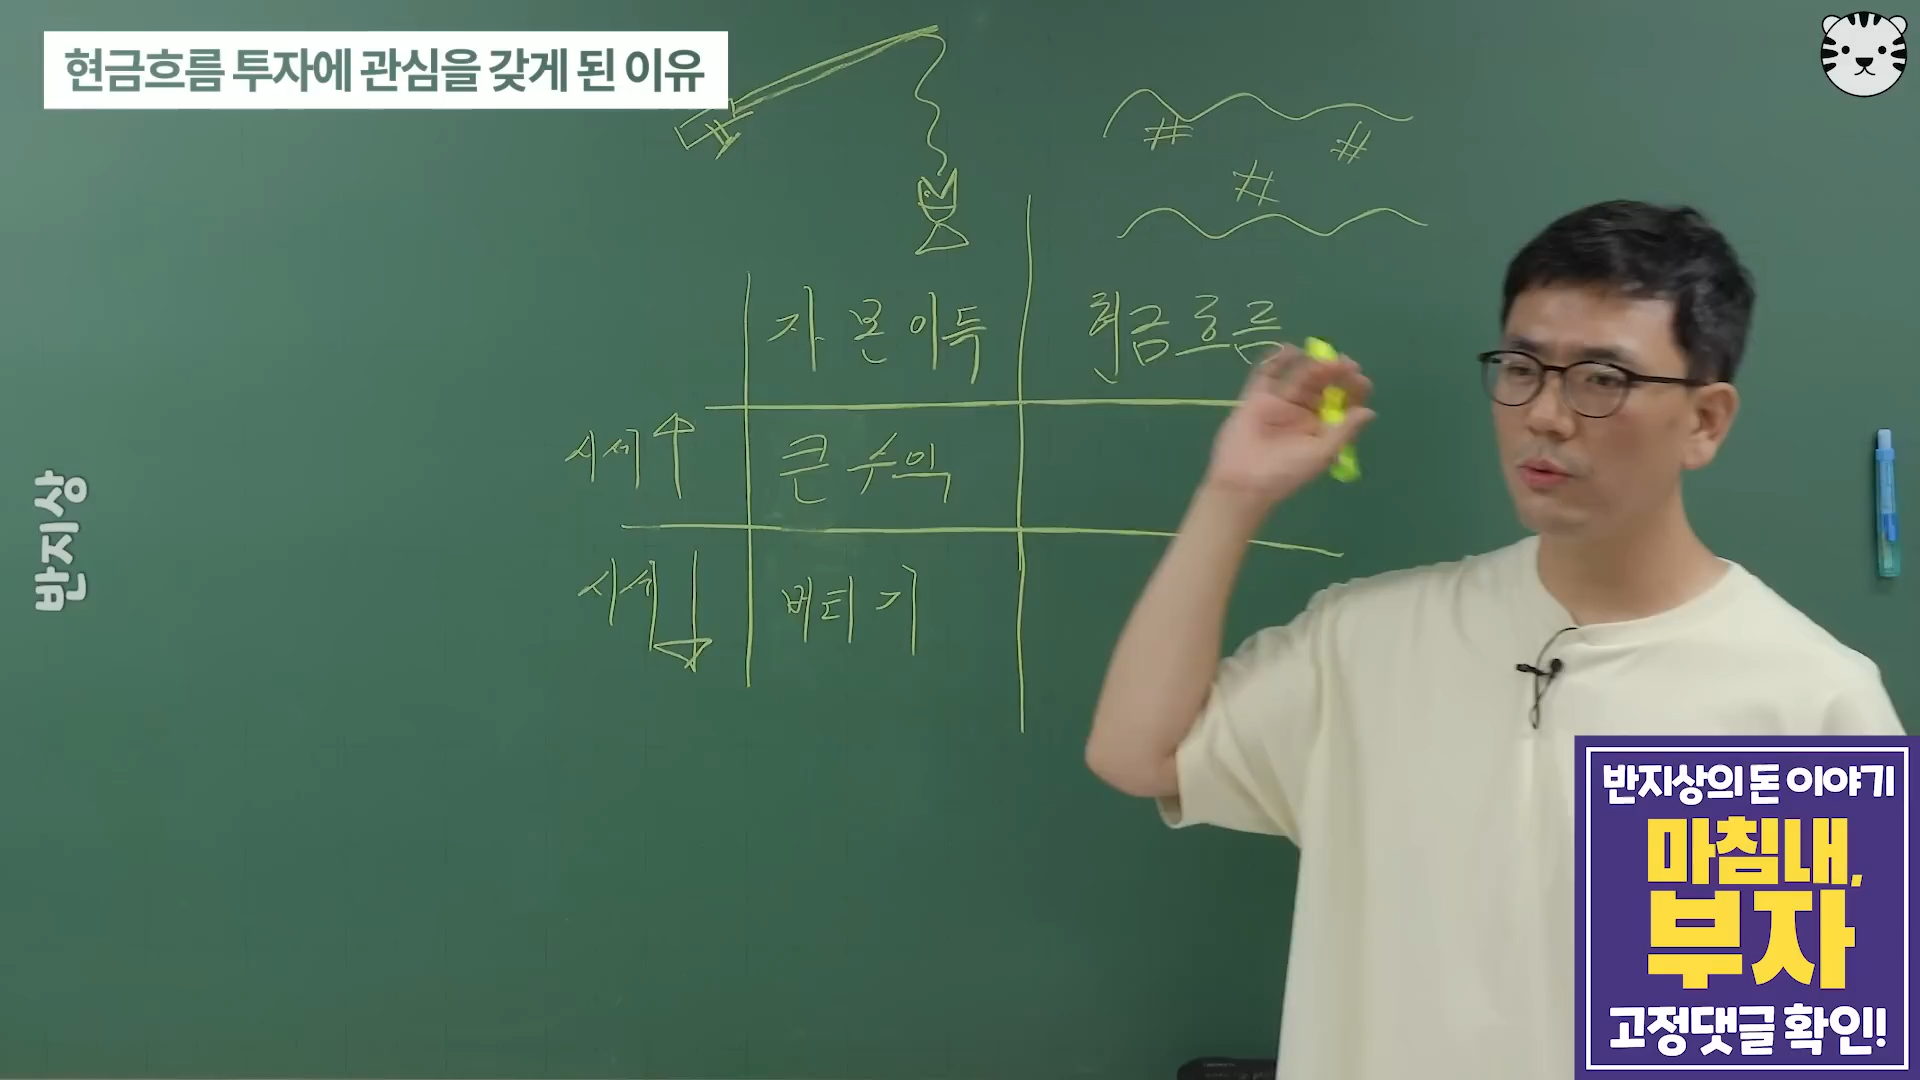 현금흐름 투자에 관심을 갖게 된 이유
자본이득
현금흐름
시세↑
큰 수익
시세↓
버티기
반지상
반지상의 돈 이야기
마침내,
부자
고정댓글 확인!